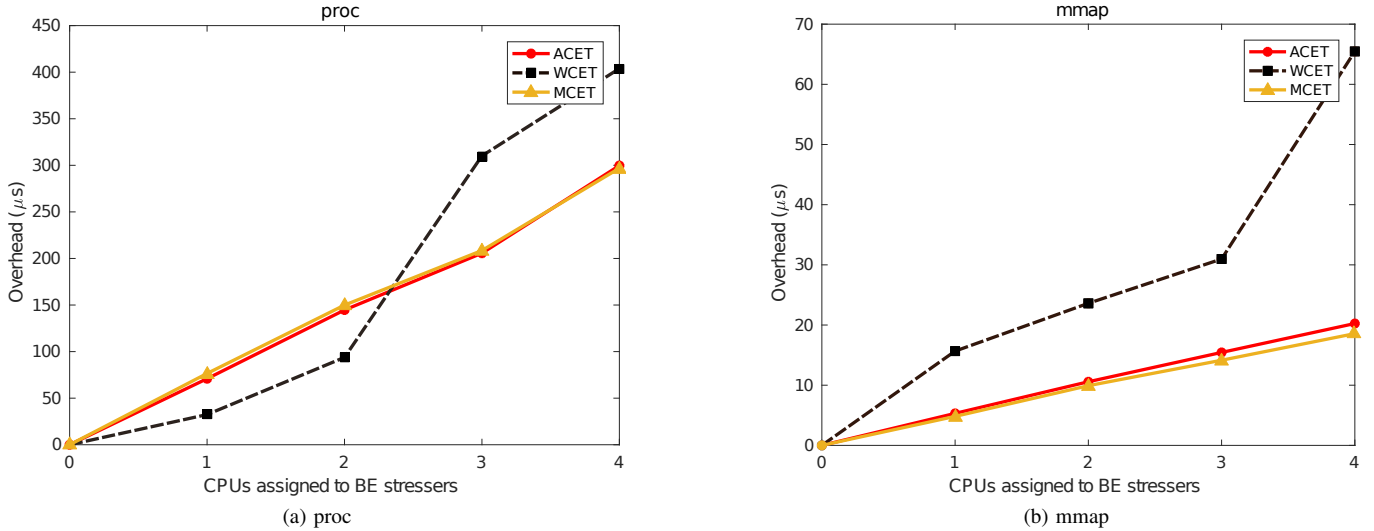 proc
450
400
350
300
250
200
150
100
50
0
Overhead (μs)
ACET
WCET
MCET
0 1 2 3 4
CPUs assigned to BE stressers
(a) proc
mmap
70
60
50
40
30
20
10
0
Overhead (μs)
ACET
WCET
MCET
0 1 2 3 4
CPUs assigned to BE stressers
(b) mmap